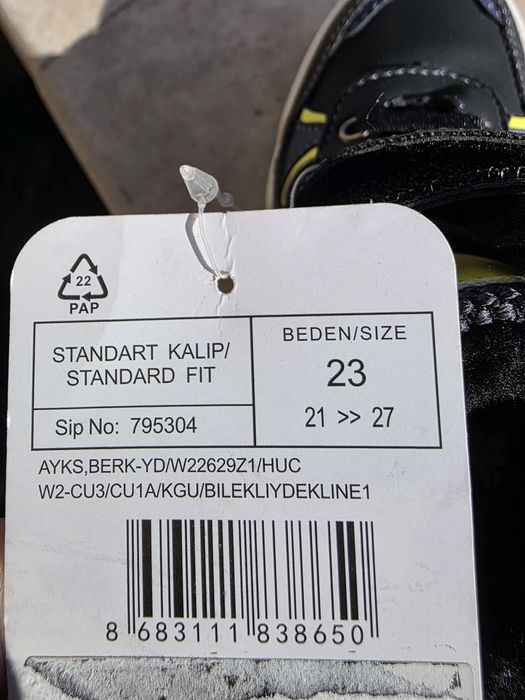 22
PAP
STANDART KALIP/
STANDARD FIT
Sip No: 795304
BEDEN/SIZE
23
21 >> 27
AYKS,BERK-YD/W22629Z1/HUC
W2-CU3/CU1A/KGU/BILEKLIYDEKLINE1
8 683111 838650